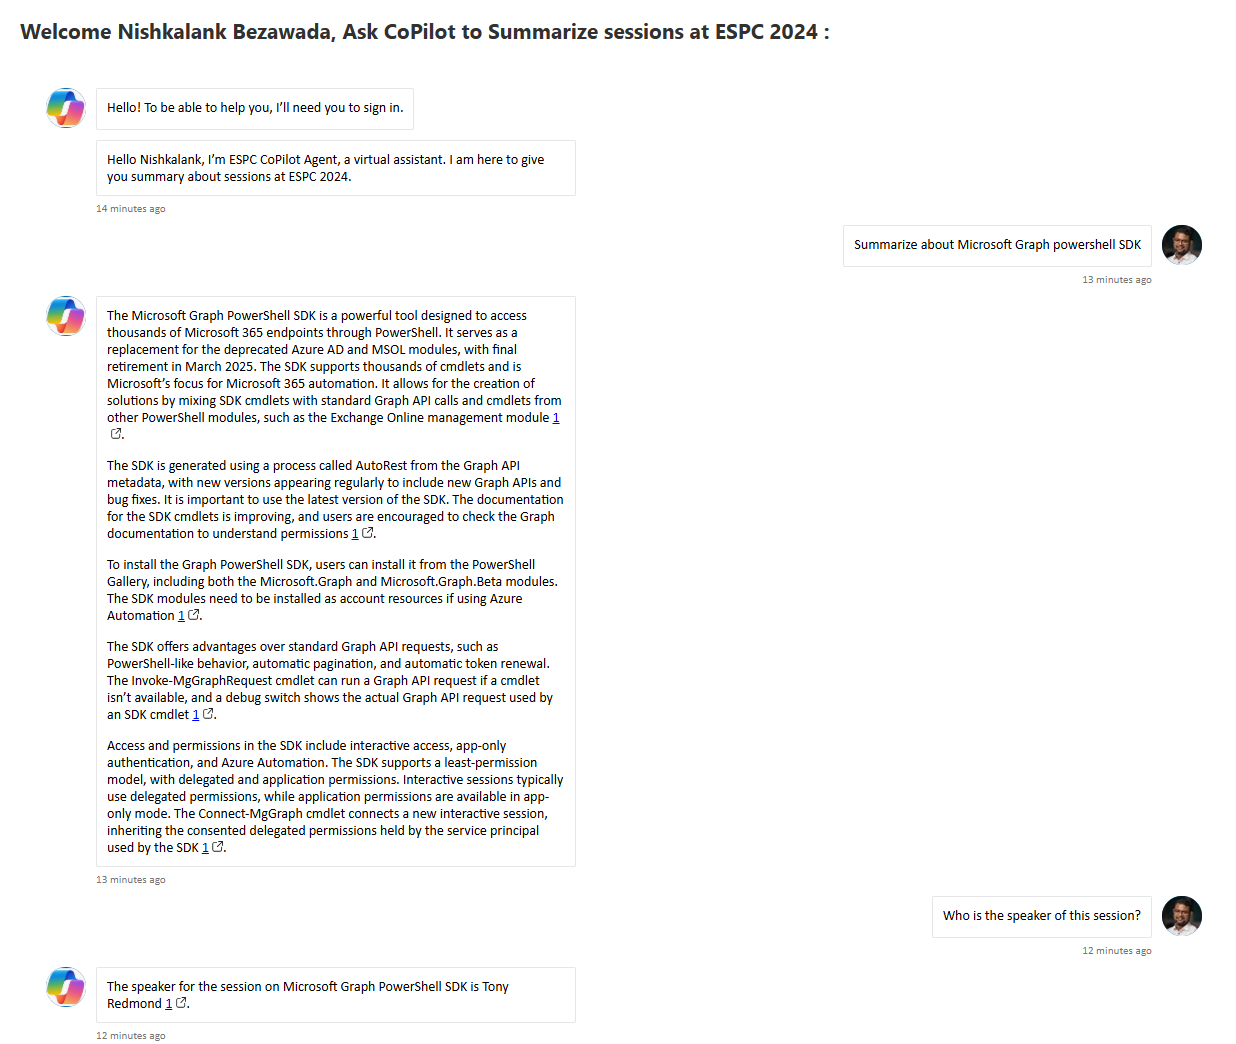 Welcome Nishkalank Bezawada, Ask CoPilot to Summarize sessions at ESPC 2024 :
Hello! To be able to help you, I’ll need you to sign in.
Hello Nishkalank, I’m ESPC CoPilot Agent, a virtual assistant. I am here to give
you summary about sessions at ESPC 2024.
14 minutes ago
Summarize about Microsoft Graph powershell SDK
13 minutes ago
The Microsoft Graph PowerShell SDK is a powerful tool designed to access
thousands of Microsoft 365 endpoints through PowerShell. It serves as a
replacement for the deprecated Azure AD and MSOL modules, with final
retirement in March 2025. The SDK supports thousands of cmdlets and is
Microsoft’s focus for Microsoft 365 automation. It allows for the creation of
solutions by mixing SDK cmdlets with standard Graph API calls and cmdlets from
other PowerShell modules, such as the Exchange Online management module 1
.
The SDK is generated using a process called AutoRest from the Graph API
metadata, with new versions appearing regularly to include new Graph APIs and
bug fixes. It is important to use the latest version of the SDK. The documentation
for the SDK cmdlets is improving, and users are encouraged to check the Graph
documentation to understand permissions 1 .
To install the Graph PowerShell SDK, users can install it from the PowerShell
Gallery, including both the Microsoft.Graph and Microsoft.Graph.Beta modules.
The SDK modules need to be installed as account resources if using Azure
Automation 1 .
The SDK offers advantages over standard Graph API requests, such as
PowerShell-like behavior, automatic pagination, and automatic token renewal.
The Invoke-MgGraphRequest cmdlet can run a Graph API request if a cmdlet
isn’t available, and a debug switch shows the actual Graph API request used by
an SDK cmdlet 1 .
Access and permissions in the SDK include interactive access, app-only
authentication, and Azure Automation. The SDK supports a least-permission
model, with delegated and application permissions. Interactive sessions typically
use delegated permissions, while application permissions are available in app-
only mode. The Connect-MgGraph cmdlet connects a new interactive session,
inheriting the consented delegated permissions held by the service principal
used by the SDK 1 .
13 minutes ago
Who is the speaker of this session?
12 minutes ago
The speaker for the session on Microsoft Graph PowerShell SDK is Tony
Redmond 1 .
12 minutes ago